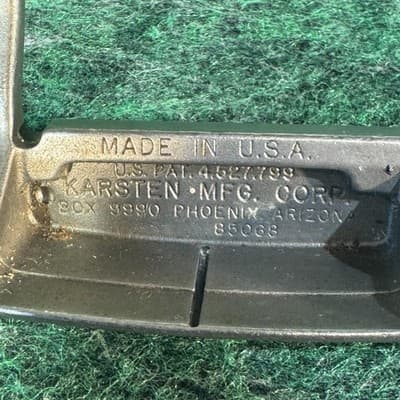 MADE IN U.S.A.
U.S. PAT. 4,527,799
KARSTEN • MFG. CORP.
BOX 9990 PHOENIX, ARIZONA
85068